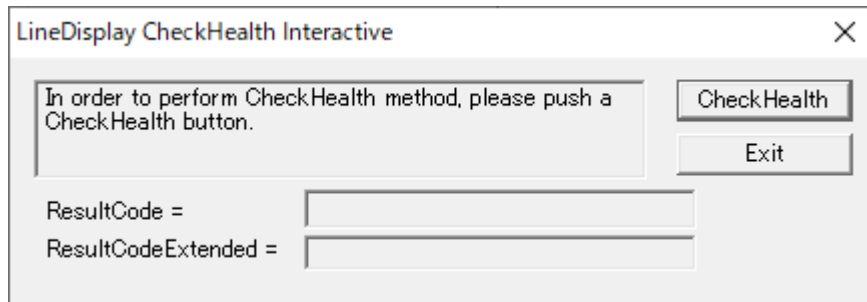 LineDisplay CheckHealth Interactive
In order to perform CheckHealth method, please push a
CheckHealth button.
CheckHealth
Exit
ResultCode =
ResultCodeExtended =